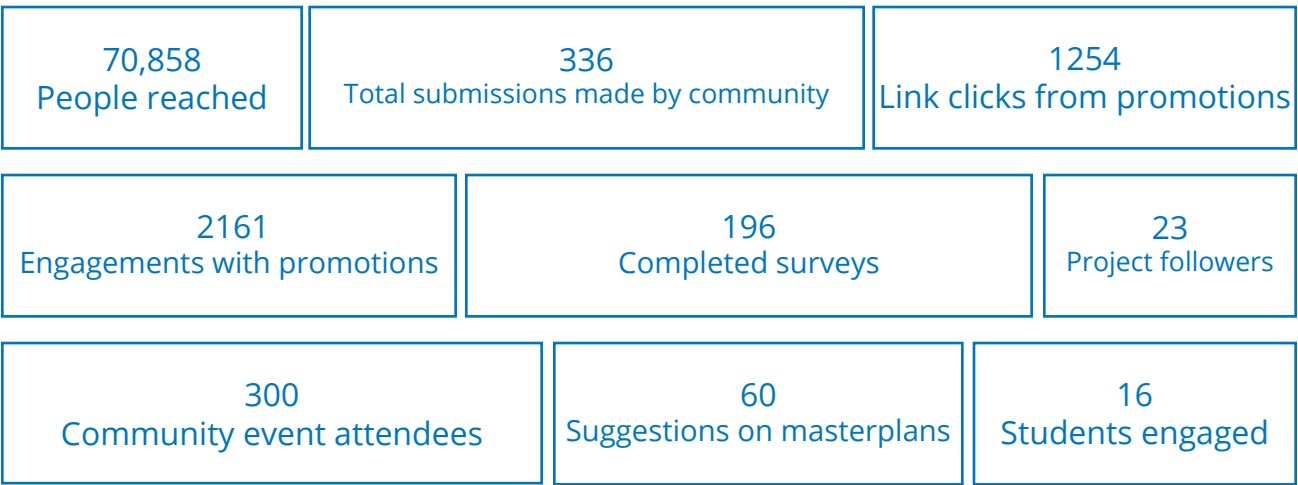 70,858
People reached
336
Total submissions made by community
1254
Link clicks from promotions
2161
Engagements with promotions
196
Completed surveys
23
Project followers
300
Community event attendees
60
Suggestions on masterplans
16
Students engaged